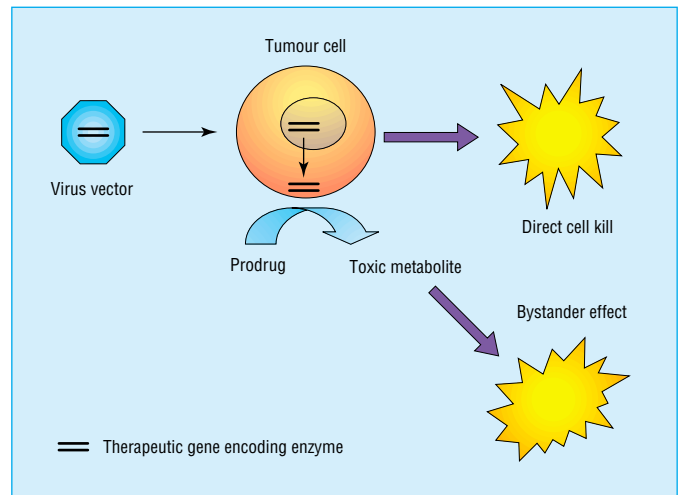 Tumour cell
Virus vector
Direct cell kill
Prodrug
Toxic metabolite
Bystander effect
Therapeutic gene encoding enzyme